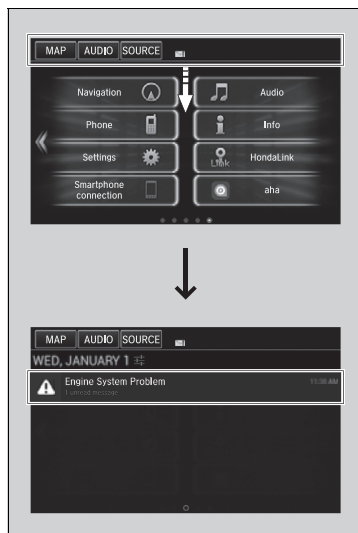 MAP AUDIO SOURCE
Navigation Audio
Phone Info
Settings Link HondaLink
Smartphone
connection aha
MAP AUDIO SOURCE
WED, JANUARY 1
Engine System Problem 11:36 AM
1 unread message